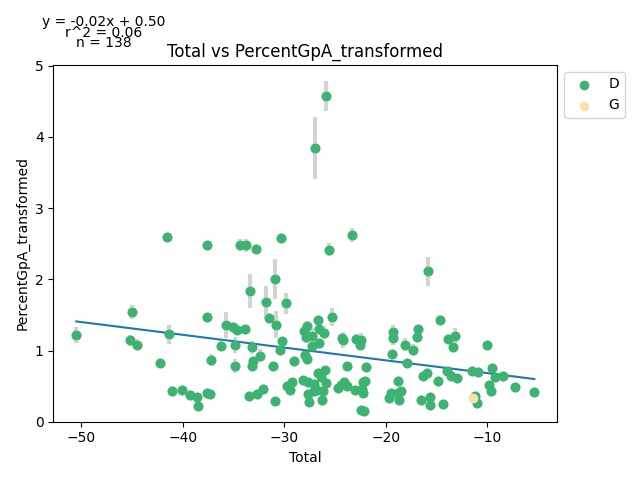 y = -0.02x + 0.50
r^2 = 0.06
n = 138
Total vs PercentGpA_transformed
D
G
PercentGpA_transformed
5
4
3
2
1
0
−50
−40
−30
−20
−10
Total